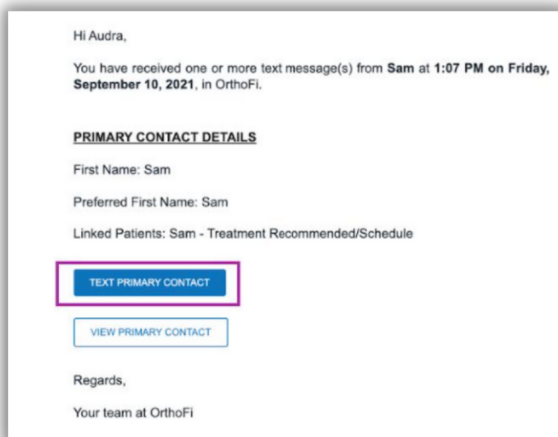 Hi Audra,
You have received one or more text message(s) from Sam at 1:07 PM on Friday,
September 10, 2021, in OrthoFi.
PRIMARY CONTACT DETAILS
First Name: Sam
Preferred First Name: Sam
Linked Patients: Sam - Treatment Recommended/Schedule
TEXT PRIMARY CONTACT
VIEW PRIMARY CONTACT
Regards,
Your team at OrthoFi